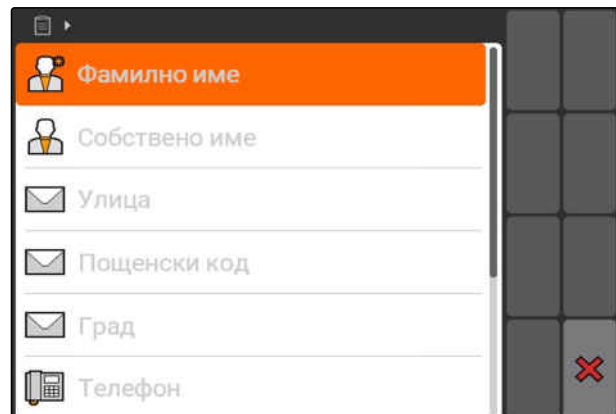 Фамилно име
Собствено име
Улица
Пощенски код
Град
Телефон